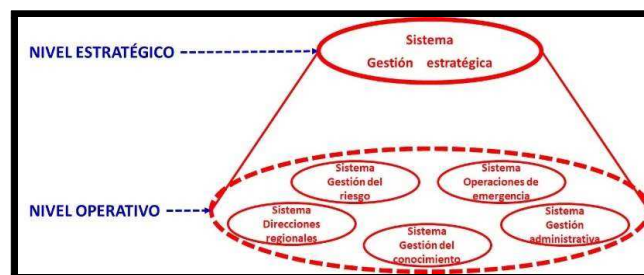 NIVEL ESTRATÉGICO
Sistema
Gestión estratégica
Sistema
Gestión del
riesgo
Sistema
Operaciones de
emergencia
NIVEL OPERATIVO
Sistema
Direcciones
regionales
Sistema
Gestión del
conocimiento
Sistema
Gestión
administrativa